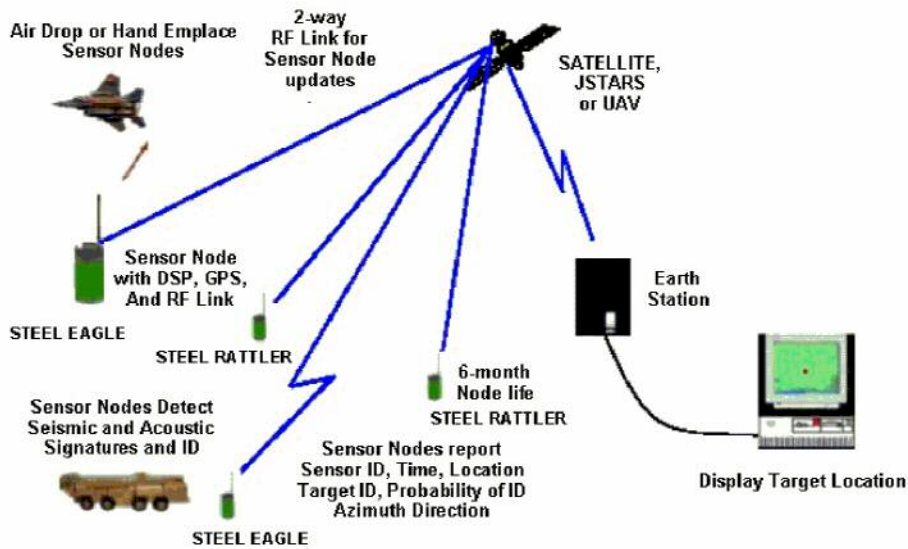 Air Drop or Hand Emplace
Sensor Nodes
2-way
RF Link for
Sensor Node
updates
SATELLITE,
JSTARS
or UAV
Sensor Node
with DSP, GPS,
And RF Link
STEEL EAGLE
STEEL RATTLER
Earth
Station
6-month
Node life
STEEL RATTLER
Sensor Nodes Detect
Seismic and Acoustic
Signatures and ID
Sensor Nodes report
Sensor ID, Time, Location
Target ID, Probability of ID
Azimuth Direction
STEEL EAGLE
Display Target Location